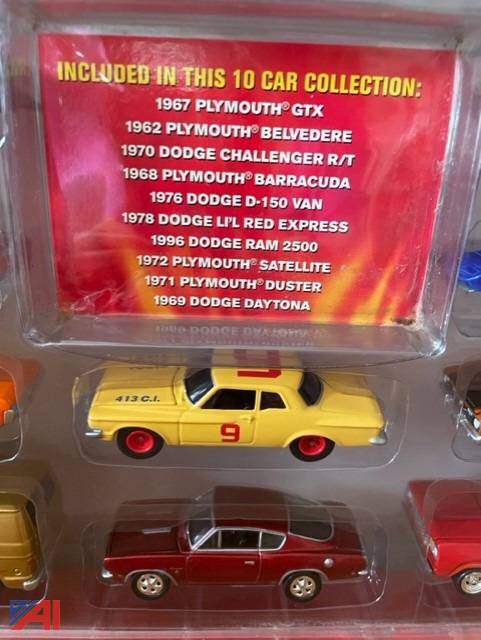 INCLUDED IN THIS 10 CAR COLLECTION:
1967 PLYMOUTH® GTX
1962 PLYMOUTH® BELVEDERE
1970 DODGE CHALLENGER R/T
1968 PLYMOUTH® BARRACUDA
1976 DODGE D-150 VAN
1978 DODGE LI'L RED EXPRESS
1996 DODGE RAM 2500
1972 PLYMOUTH® SATELLITE
1971 PLYMOUTH® DUSTER
1969 DODGE DAYTONA
413 C.I.
9
AI